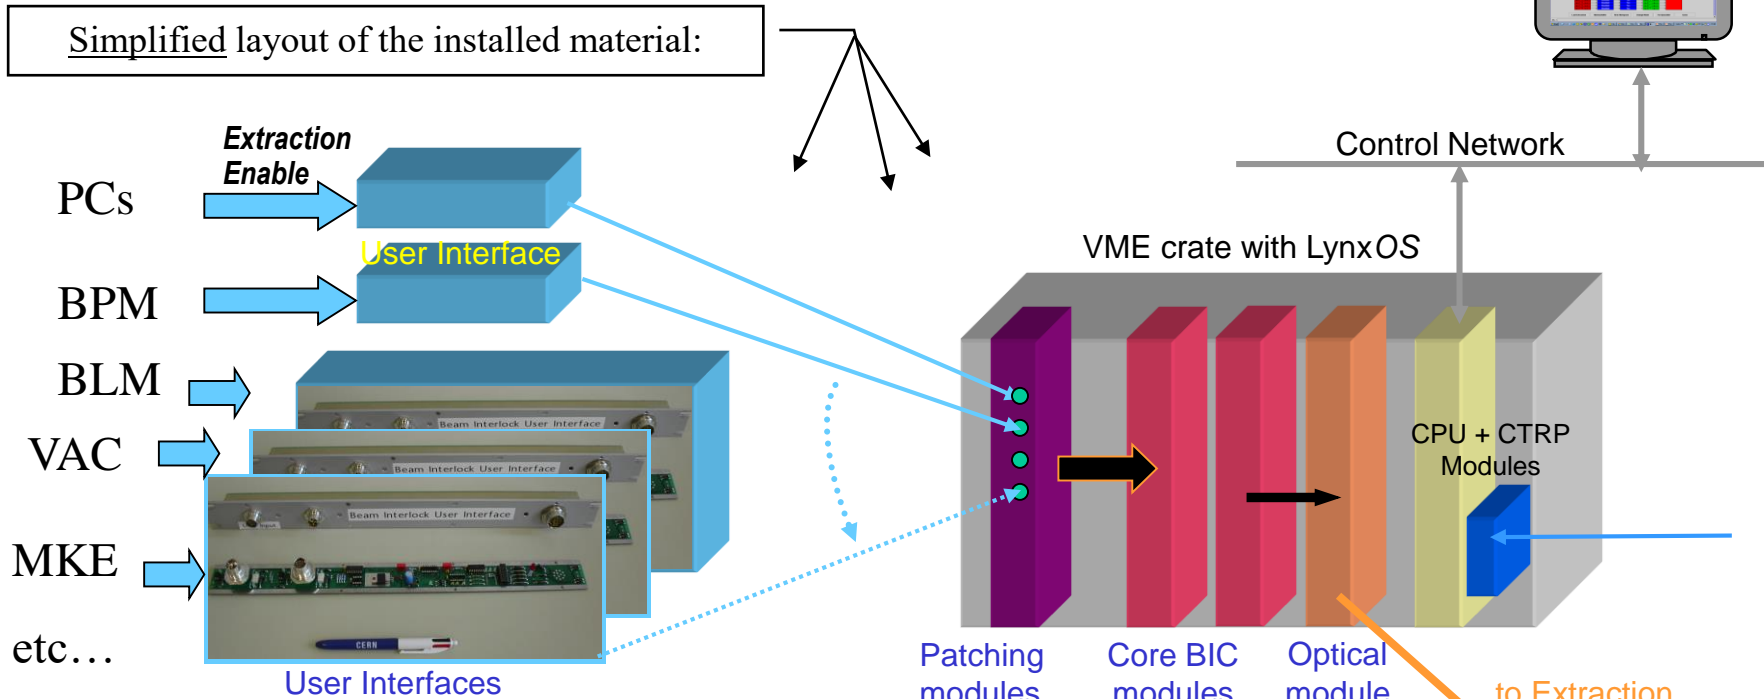 Simplified layout of the installed material:
Extraction
Enable
PCs
User Interface
BPM
BLM
VAC
MKE
etc…
Beam Interlock User Interface
Beam Interlock User Interface
Beam Interlock User Interface
CERN
User Interfaces
Control Network
VME crate with LynxOS
CPU + CTRP
Modules
Patching
modules
Core BIC
modules
Optical
module
to Extraction